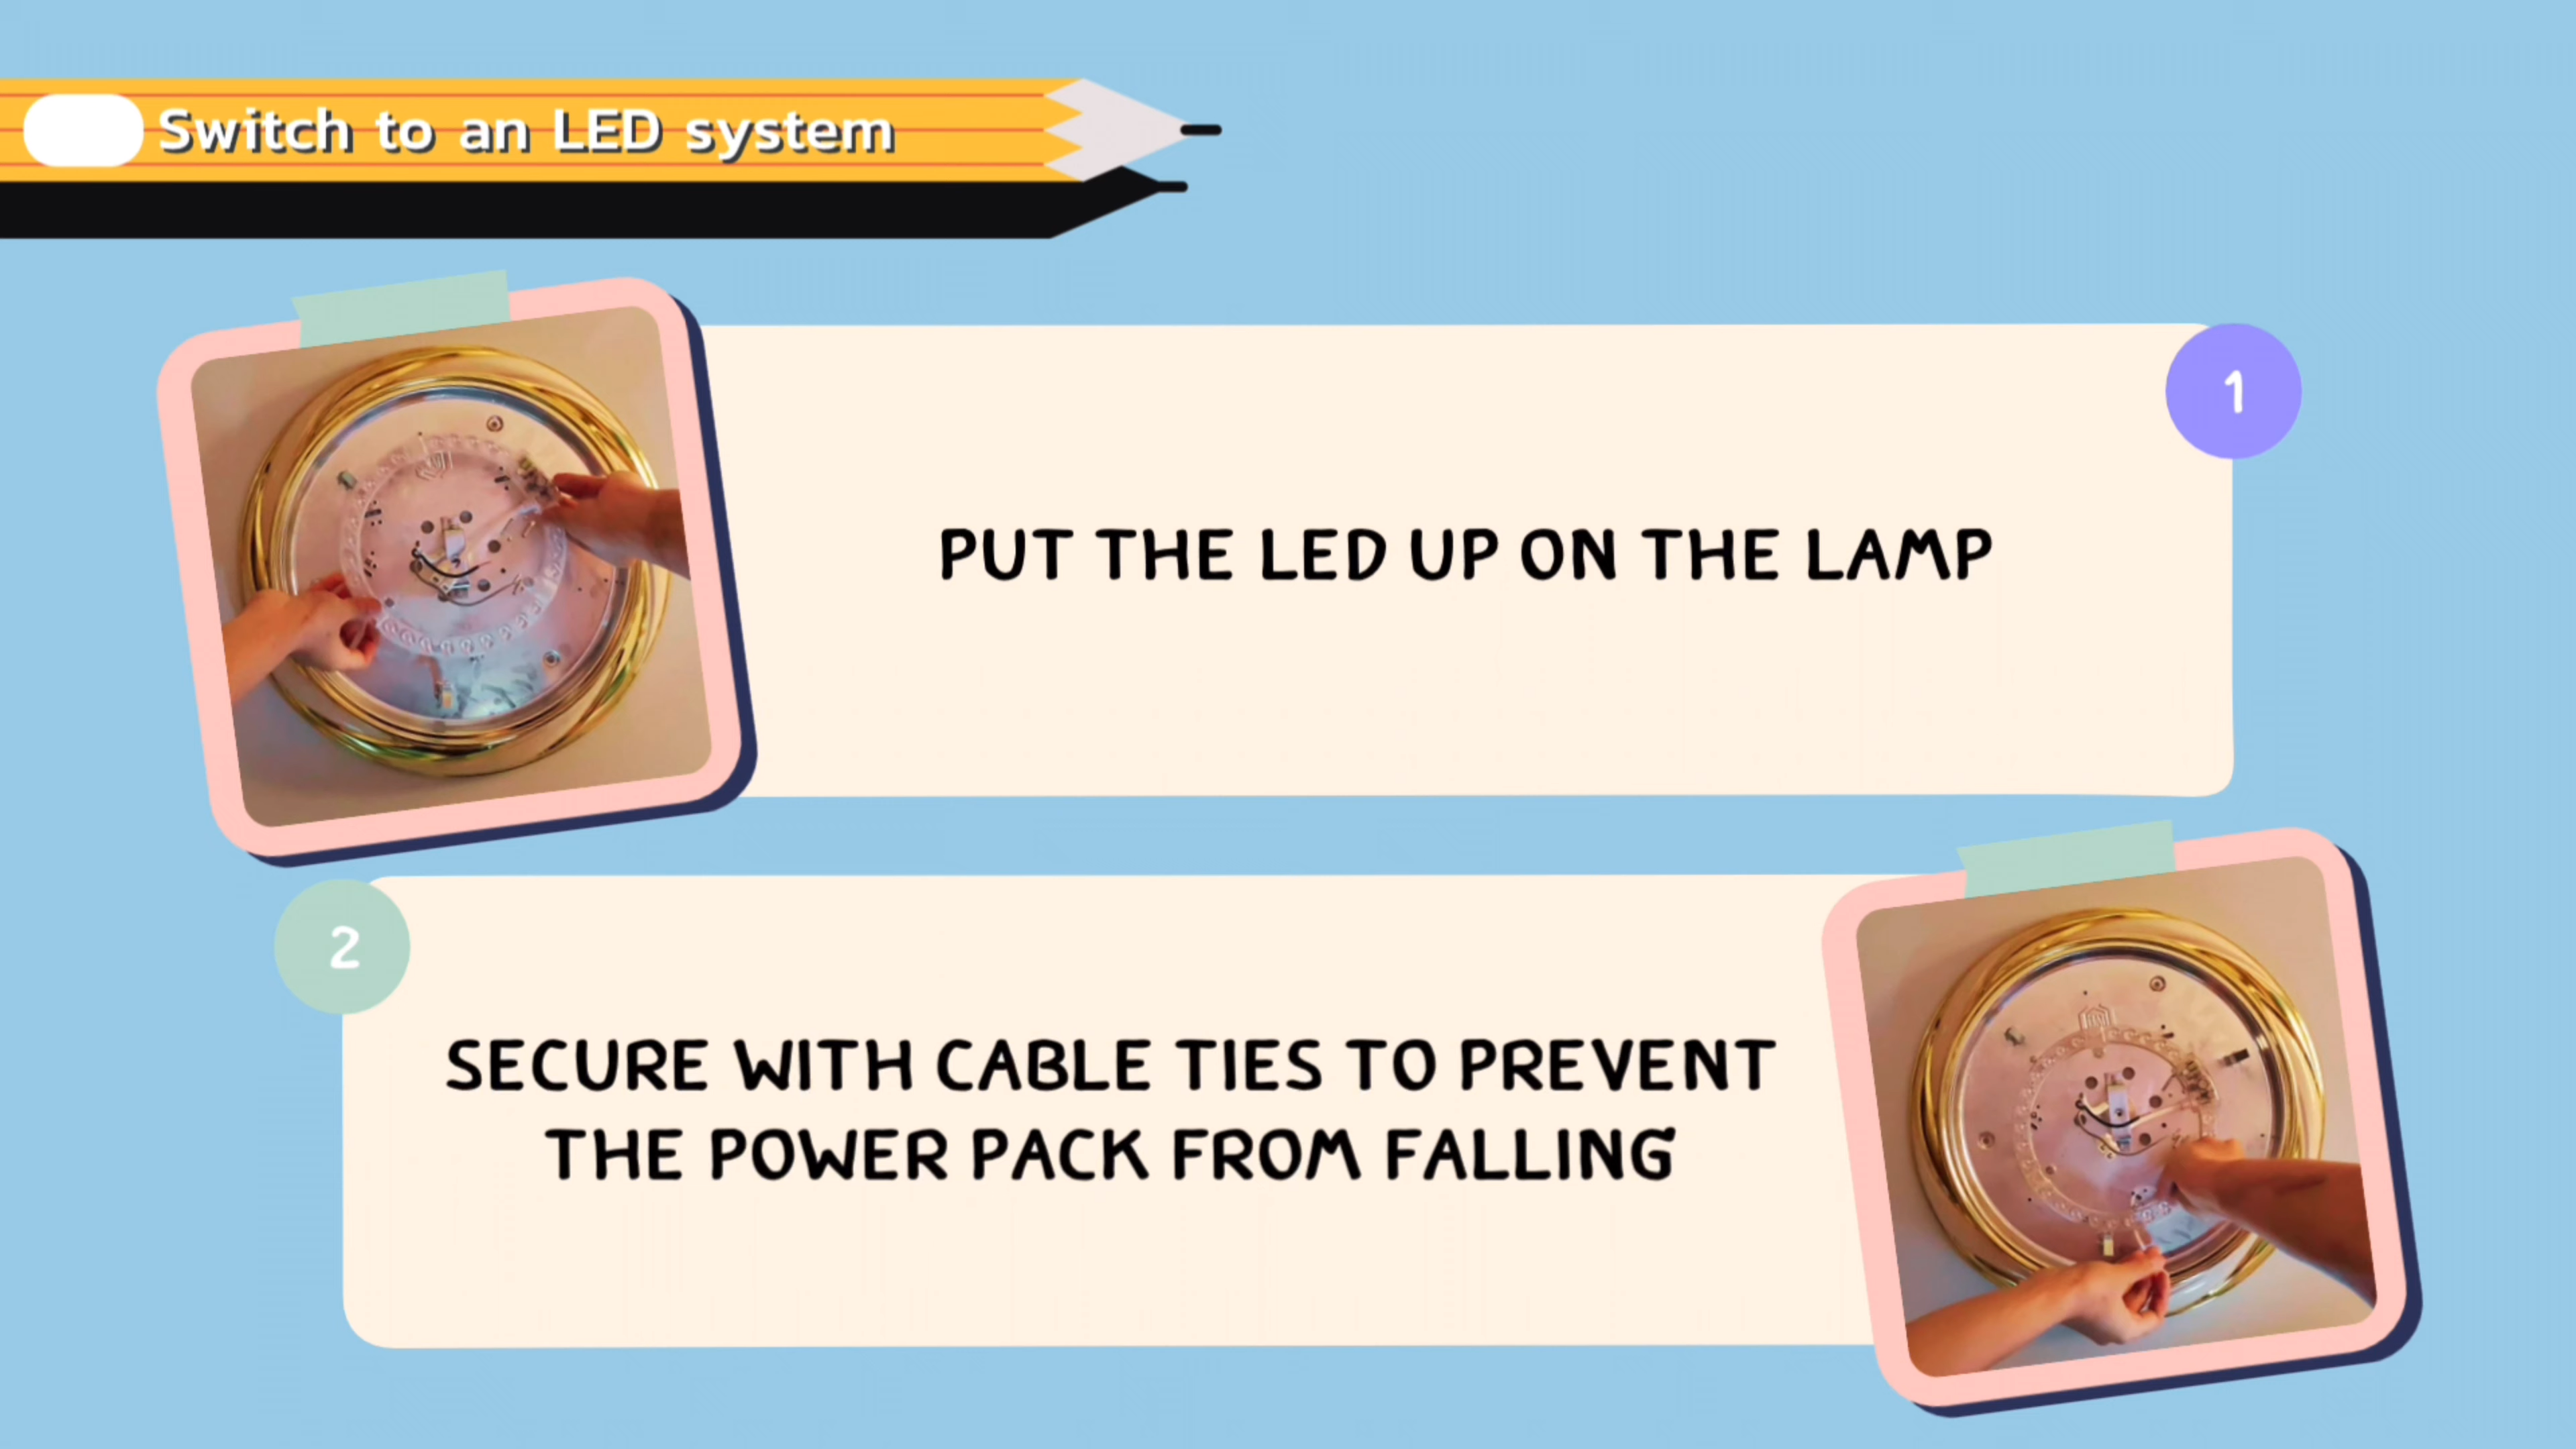 Switch to an LED system
1
PUT THE LED UP ON THE LAMP
2
SECURE WITH CABLE TIES TO PREVENT
THE POWER PACK FROM FALLING